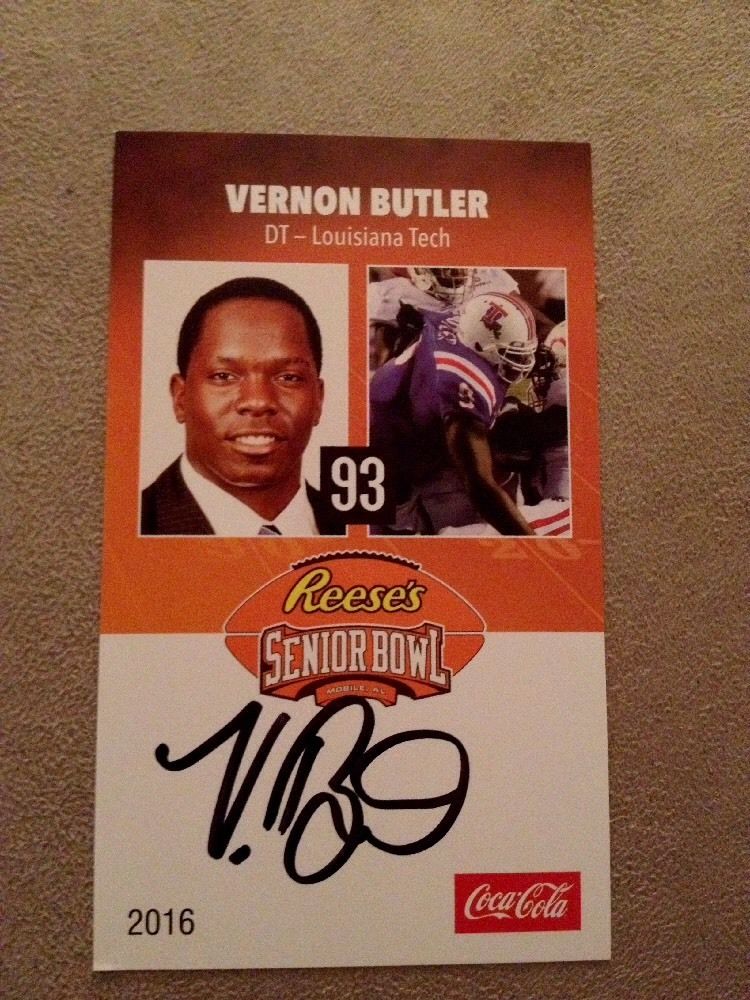 VERNON BUTLER
DT – Louisiana Tech
93
Reese's
SENIOR BOWL
MOBILE, AL
V. B
2016
Coca-Cola